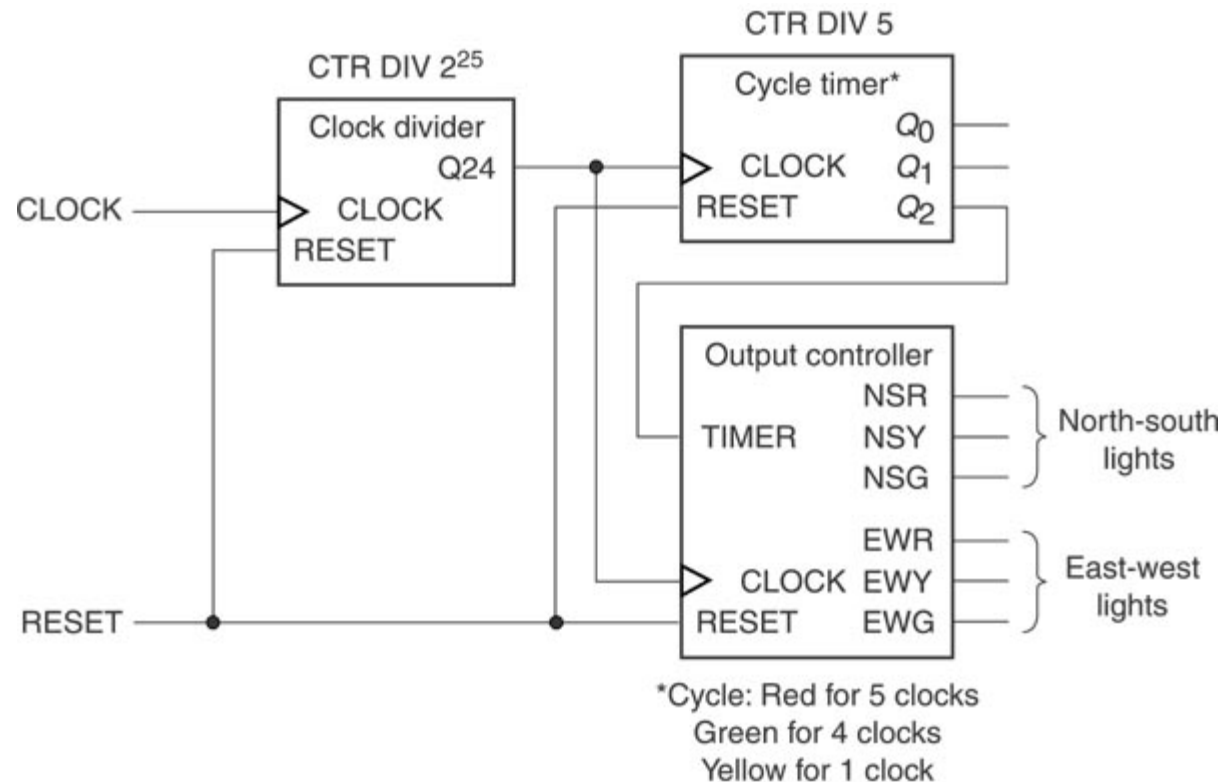 CTR DIV 5
CTR DIV 2²⁵
Cycle timer*
Q0
CLOCK
Q1
RESET
Q2
Clock divider
Q24
CLOCK
CLOCK
RESET
Output controller
NSR
TIMER
NSY
NSG
North-south
lights
EWR
CLOCK
EWY
RESET
EWG
East-west
lights
RESET
*Cycle: Red for 5 clocks
Green for 4 clocks
Yellow for 1 clock